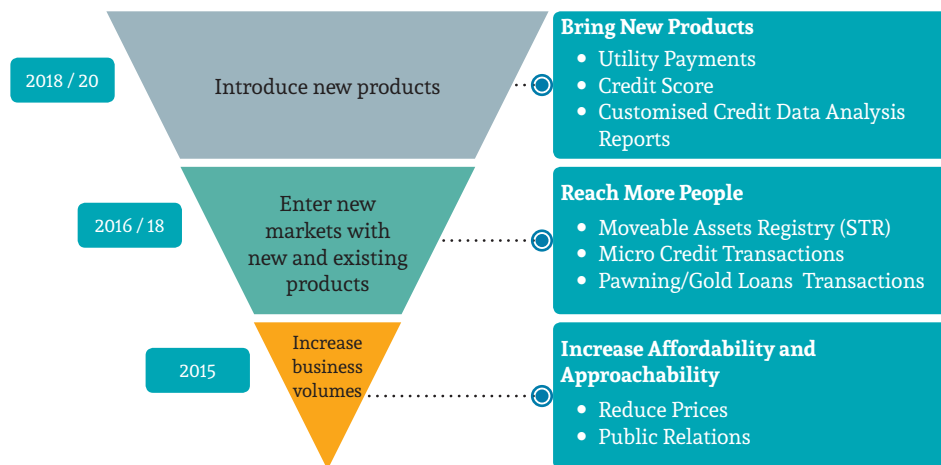 2018 / 20
Introduce new products
Bring New Products
• Utility Payments
• Credit Score
• Customised Credit Data Analysis
Reports
2016 / 18
Enter new
markets with
new and existing
products
Reach More People
• Moveable Assets Registry (STR)
• Micro Credit Transactions
• Pawning/Gold Loans Transactions
2015
Increase
business
volumes
Increase Affordability and
Approachability
• Reduce Prices
• Public Relations